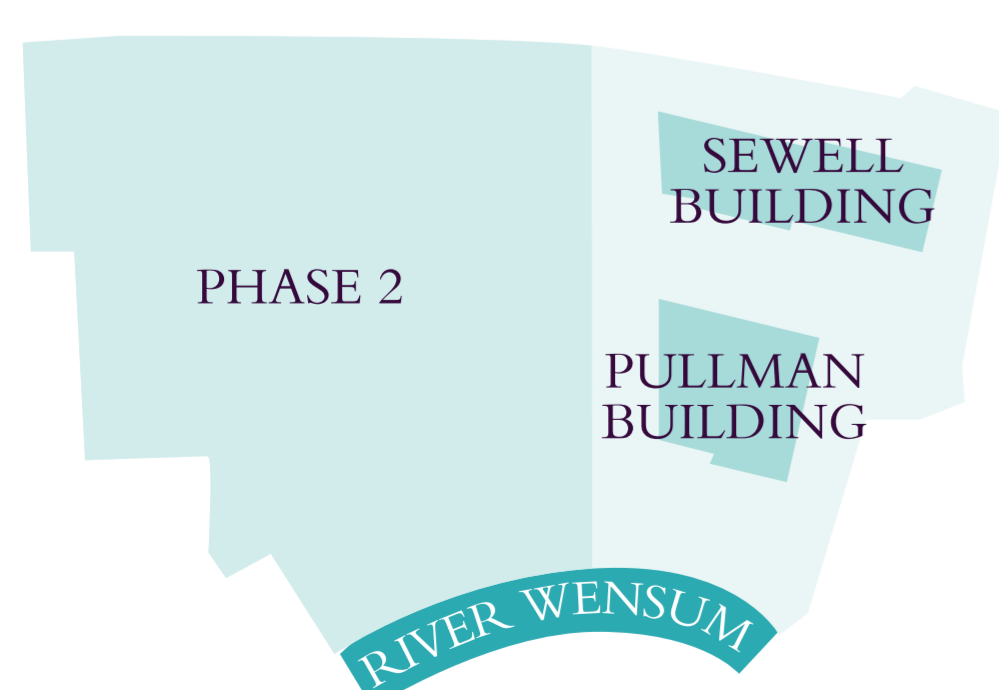 SEWELL
BUILDING
PHASE 2
PULLMAN
BUILDING
RIVER WENSUM